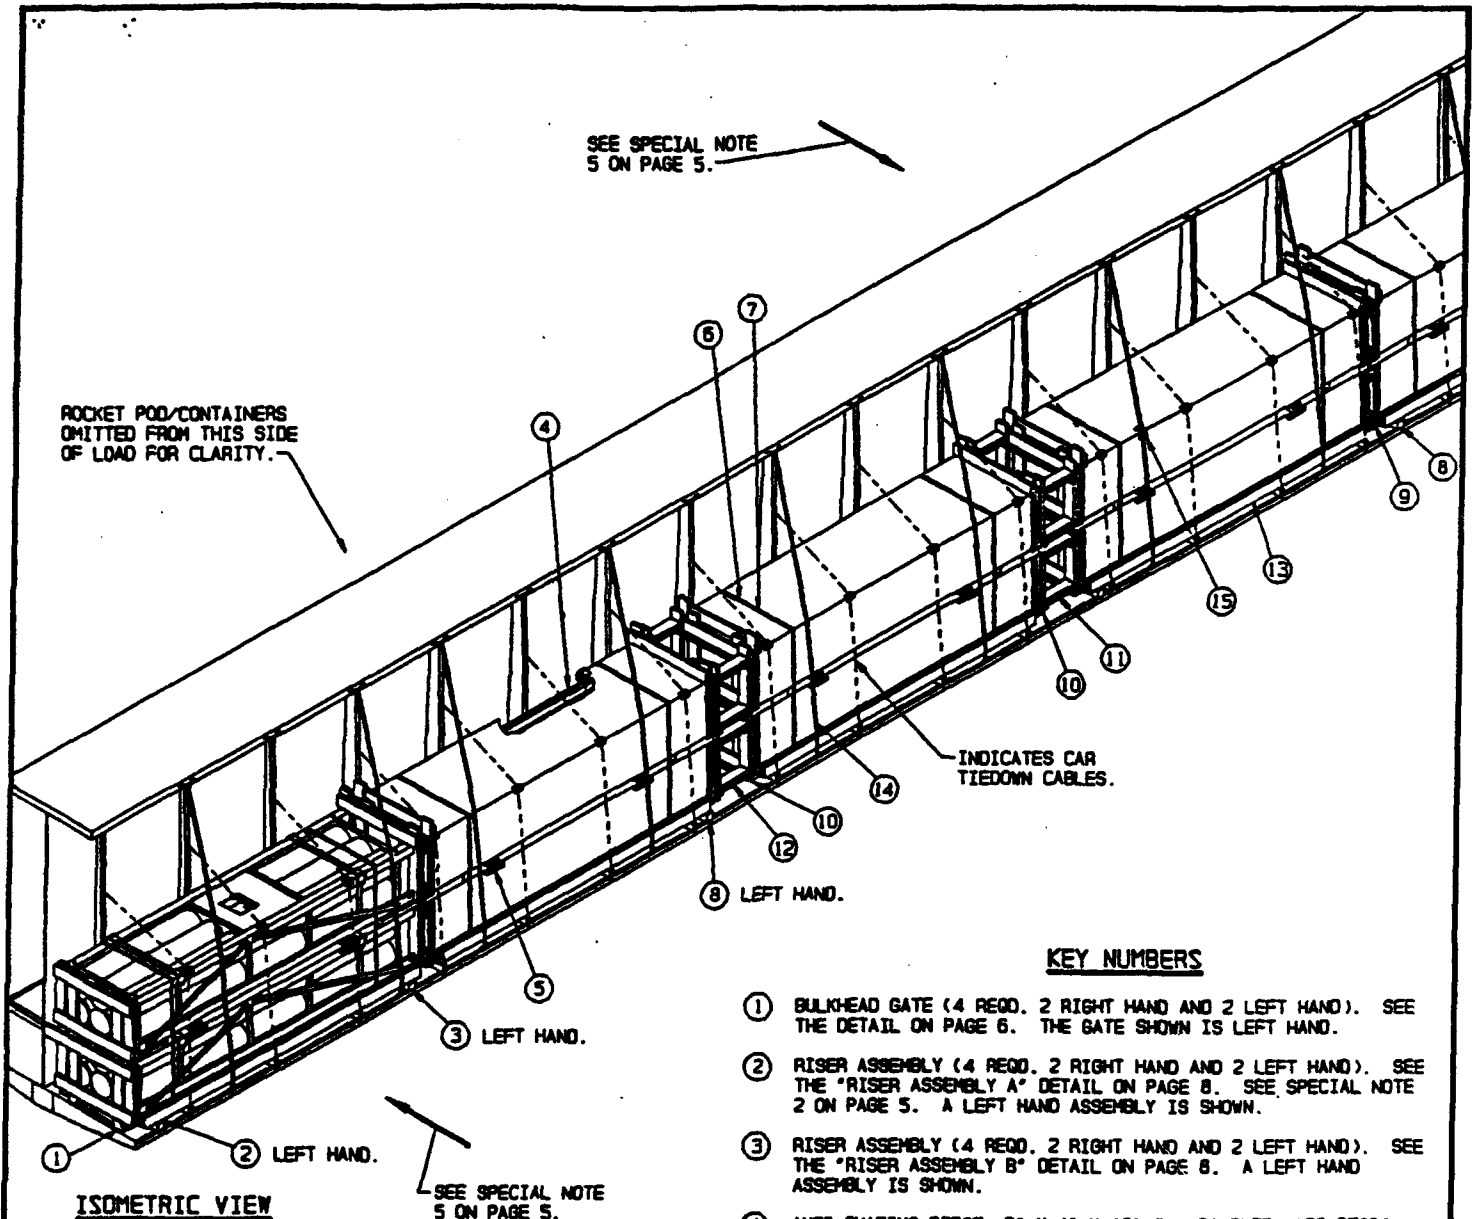 SEE SPECIAL NOTE
5 ON PAGE 5.
ROCKET POD/CONTAINERS
OMITTED FROM THIS SIDE
OF LOAD FOR CLARITY.
4
6
7
8
9
13
15
11
10
INDICATES CAR
TIEDOWN CABLES.
14
10
12
8 LEFT HAND.
5
3 LEFT HAND.
1
2 LEFT HAND.
SEE SPECIAL NOTE
5 ON PAGE 5.
ISOMETRIC VIEW
KEY NUMBERS
1 BULKHEAD GATE (4 REQD, 2 RIGHT HAND AND 2 LEFT HAND). SEE
THE DETAIL ON PAGE 6. THE GATE SHOWN IS LEFT HAND.
2 RISER ASSEMBLY (4 REQD, 2 RIGHT HAND AND 2 LEFT HAND). SEE
THE "RISER ASSEMBLY A" DETAIL ON PAGE 8. SEE SPECIAL NOTE
2 ON PAGE 5. A LEFT HAND ASSEMBLY IS SHOWN.
3 RISER ASSEMBLY (4 REQD, 2 RIGHT HAND AND 2 LEFT HAND). SEE
THE "RISER ASSEMBLY B" DETAIL ON PAGE 8. A LEFT HAND
ASSEMBLY IS SHOWN.